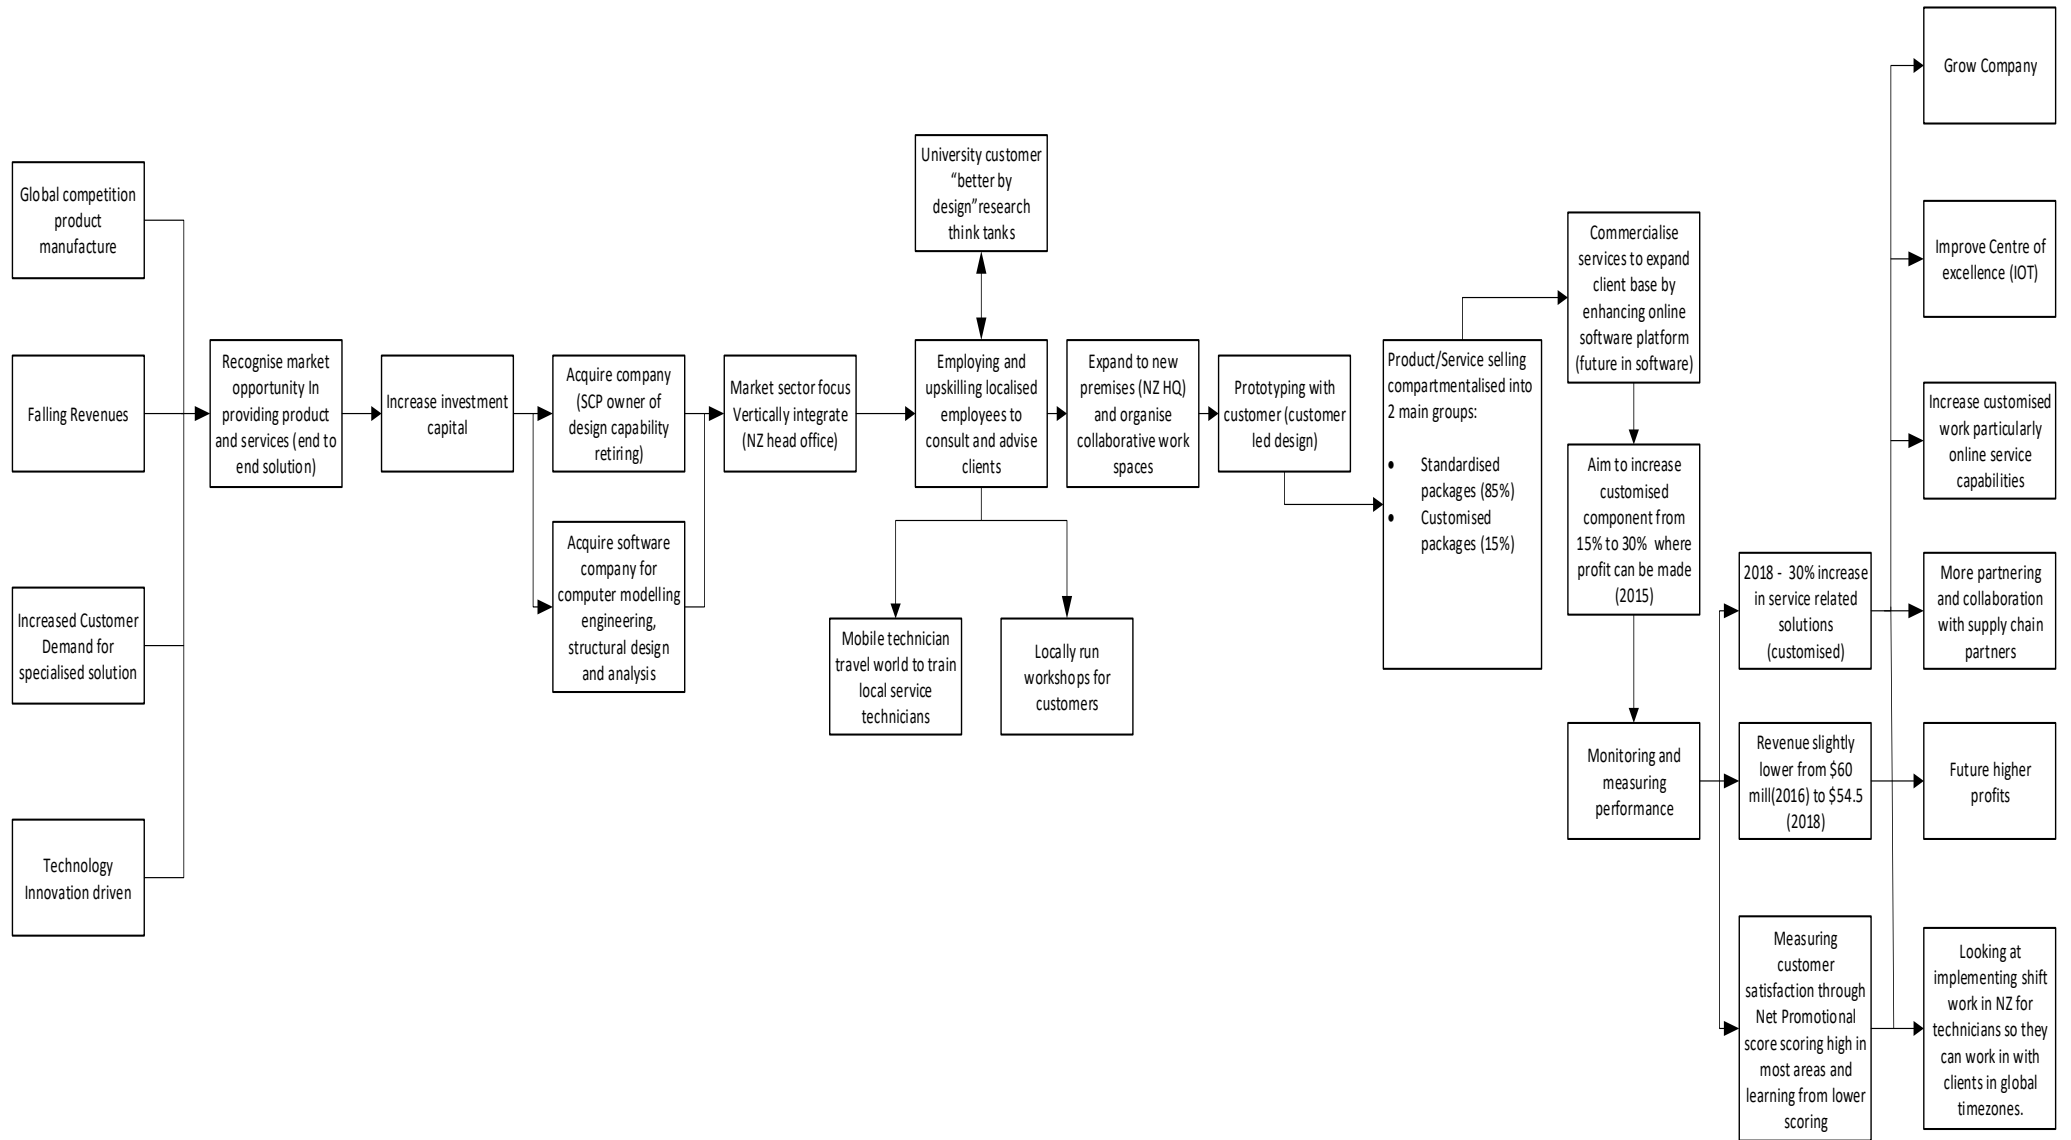 Global competition
product
manufacture
Falling Revenues
Increased Customer
Demand for
specialised solution
Technology
Innovation driven
Recognise market
opportunity In
providing product
and services (end to
end solution)
Increase investment
capital
Acquire company
(SCP owner of
design capability
retiring)
Acquire software
company for
computer modelling
engineering,
structural design
and analysis
Market sector focus
Vertically integrate
(NZ head office)
University customer
“better by
design”research
think tanks
Employing and
upskilling localised
employees to
consult and advise
clients
Mobile technician
travel world to train
local service
technicians
Locally run
workshops for
customers
Expand to new
premises (NZ HQ)
and organise
collaborative work
spaces
Prototyping with
customer (customer
led design)
Product/Service selling
compartmentalised into
2 main groups:
• Standardised
packages (85%)
• Customised
packages (15%)
Commercialise
services to expand
client base by
enhancing online
software platform
(future in software)
Aim to increase
customised
component from
15% to 30% where
profit can be made
(2015)
Monitoring and
measuring
performance
2018 - 30% increase
in service related
solutions
(customised)
Revenue slightly
lower from $60
mill(2016) to $54.5
(2018)
Measuring
customer
satisfaction through
Net Promotional
score scoring high in
most areas and
learning from lower
scoring
Grow Company
Improve Centre of
excellence (IOT)
Increase customised
work particularly
online service
capabilities
More partnering
and collaboration
with supply chain
partners
Future higher
profits
Looking at
implementing shift
work in NZ for
technicians so they
can work in with
clients in global
timezones.